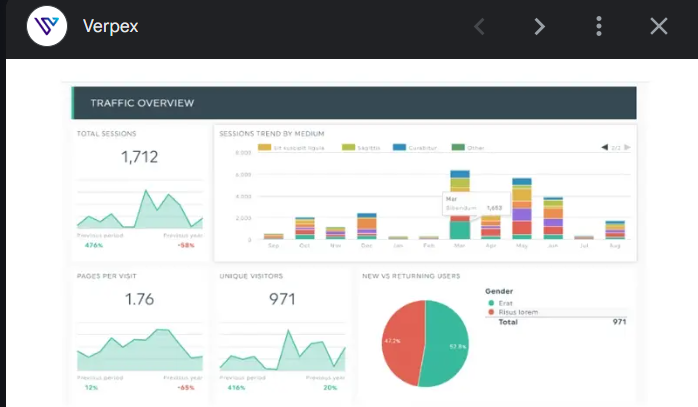 Verpex
TRAFFIC OVERVIEW
TOTAL SESSIONS
1,712
Previous period
Previous year
476%
-58%
SESSIONS TREND BY MEDIUM
Sagittis
Curabitur
Other
2/3
8,000
6,000
4,000
2,000
0
Mar
Bibendum 1,653
Sep
Oct
Nov
Dec
Jan
Feb
Mar
Apr
May
Jun
Jul
Aug
PAGES PER VISIT
1.76
Previous period
Previous year
12%
-65%
UNIQUE VISITORS
971
Previous period
Previous year
416%
20%
NEW VS RETURNING USERS
47.2%
52.8%
Gender
Erat
Risus lorem
Total 971